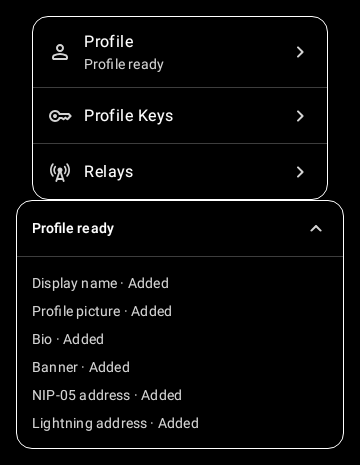 Profile
Profile ready
Profile Keys
Relays
Profile ready
Display name · Added
Profile picture · Added
Bio · Added
Banner · Added
NIP-05 address · Added
Lightning address · Added